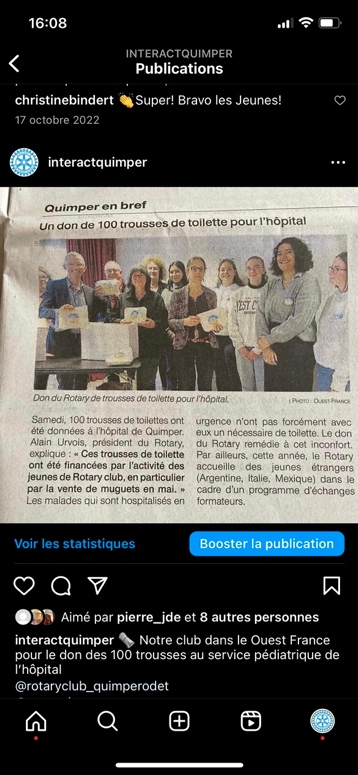 16:08
INTERACTQUIMPER
Publications
christinebindert 👏Super! Bravo les Jeunes!
17 octobre 2022
interactquimper
Quimper en bref
Un don de 100 trousses de toilette pour l'hôpital
Don du Rotary de trousses de toilette pour l'hôpital.
| PHOTO : OUEST-FRANCE
Samedi, 100 trousses de toilettes ont
été données à l'hôpital de Quimper.
Alain Urvois, président du Rotary,
explique : « Ces trousses de toilette
ont été financées par l'activité des
jeunes de Rotary club, en particulier
par la vente de muguets en mai. »
Les malades qui sont hospitalisés en
urgence n'ont pas forcément avec
eux un nécessaire de toilette. Le don
du Rotary remédie à cet inconfort.
Par ailleurs, cette année, le Rotary
accueille des jeunes étrangers
(Argentine, Italie, Mexique) dans le
cadre d'un programme d'échanges
formateurs.
Voir les statistiques
Booster la publication
Aimé par pierre_jde et 8 autres personnes
interactquimper 🗞️ Notre club dans le Ouest France
pour le don des 100 trousses au service pédiatrique de
l'hôpital
@rotaryclub_quimperodet